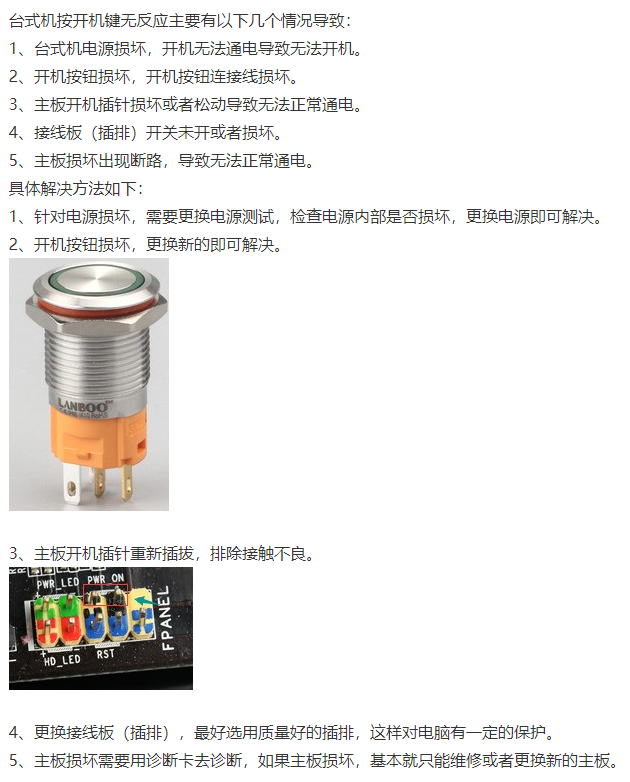 台式机按开机键无反应主要有以下几个情况导致：
1、台式机电源损坏，开机无法通电导致无法开机。
2、开机按钮损坏，开机按钮连接线损坏。
3、主板开机插针损坏或者松动导致无法正常通电。
4、接线板（插排）开关未开或者损坏。
5、主板损坏出现断路，导致无法正常通电。
具体解决方法如下：
1、针对电源损坏，需要更换电源测试，检查电源内部是否损坏，更换电源即可解决。
2、开机按钮损坏，更换新的即可解决。
LANBOO
3、主板开机插针重新插拔，排除接触不良。
PWR_LED PWR ON
FPANEL
+
HD_LED RST
4、更换接线板（插排），最好选用质量好的插排，这样对电脑有一定的保护。
5、主板损坏需要用诊断卡去诊断，如果主板损坏，基本就只能维修或者更换新的主板。